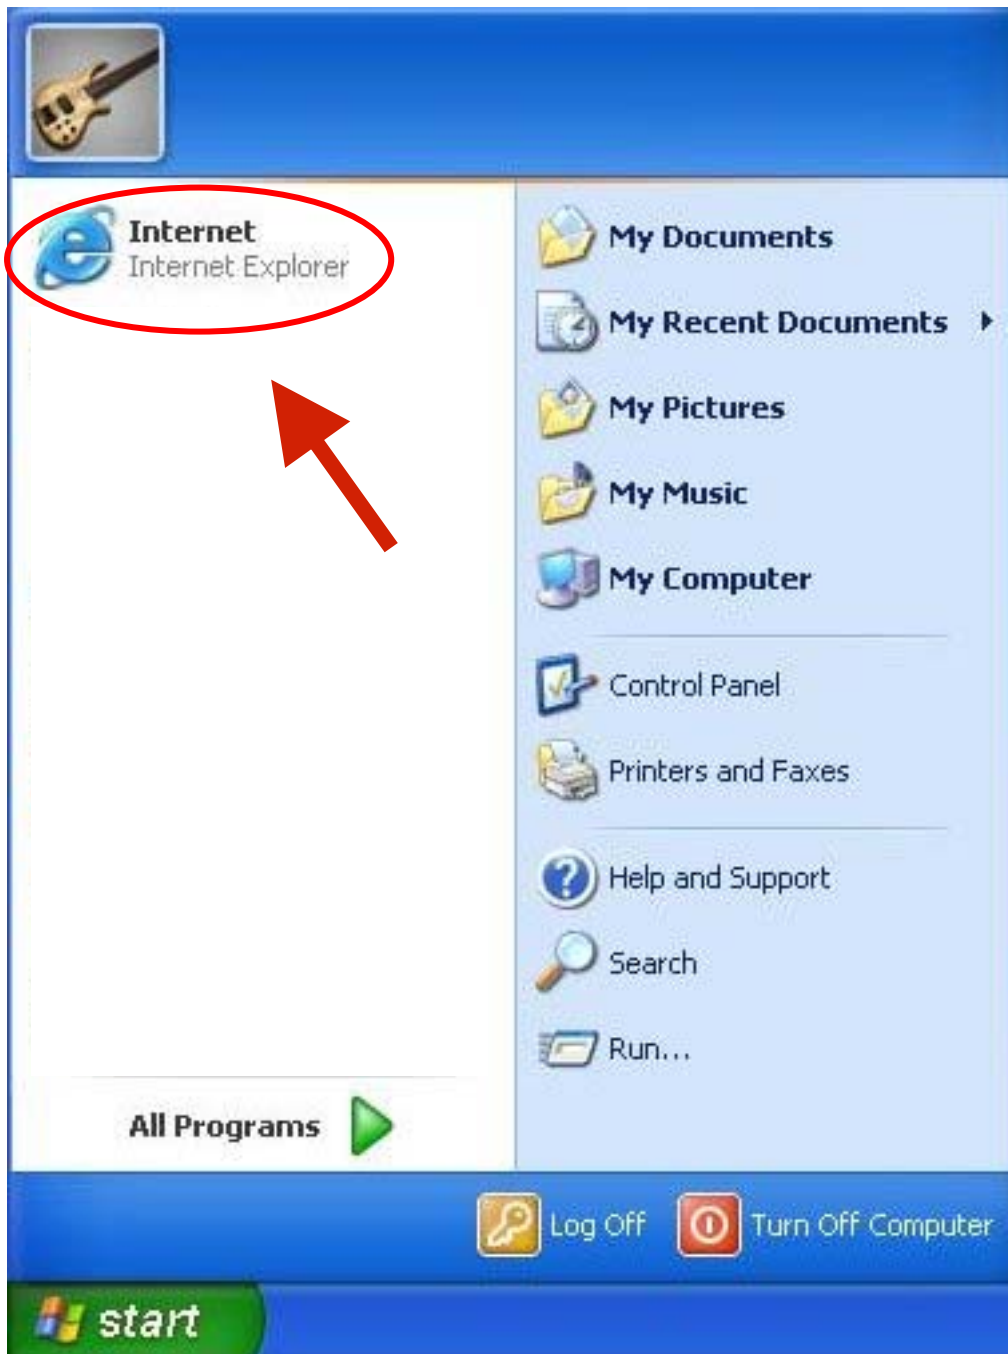 Internet
Internet Explorer
My Documents
My Recent Documents
My Pictures
My Music
My Computer
Control Panel
Printers and Faxes
Help and Support
Search
Run...
All Programs
Log Off
Turn Off Computer
start